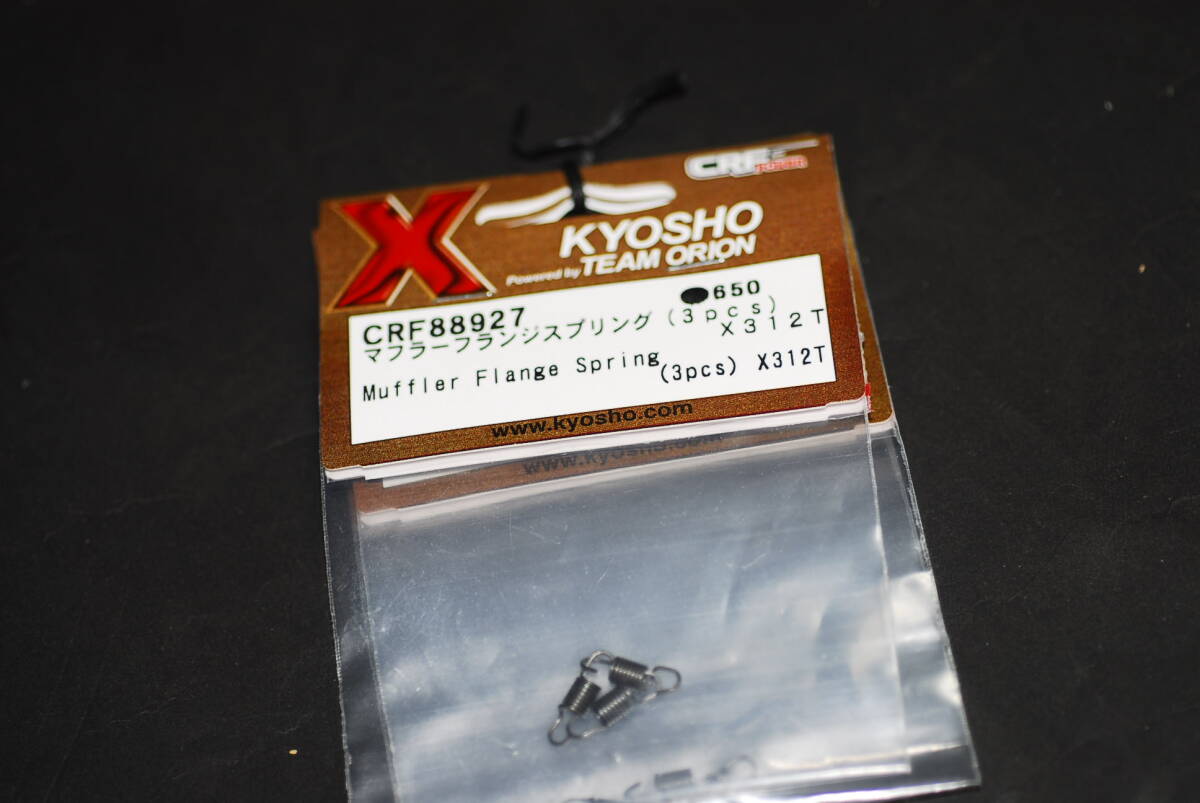 CRF
X
KYOSHO
Powered by TEAM ORION
●650
CRF88927
マフラーフランジスプリング(3pcs)
X312T
Muffler Flange Spring
(3pcs) X312T
www.kyosho.com
www.kyosho.com